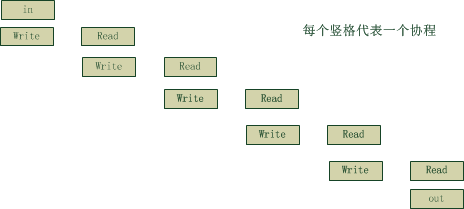 in
每个竖格代表一个协程
Write Read
Write Read
Write Read
Write Read
Write Read
out